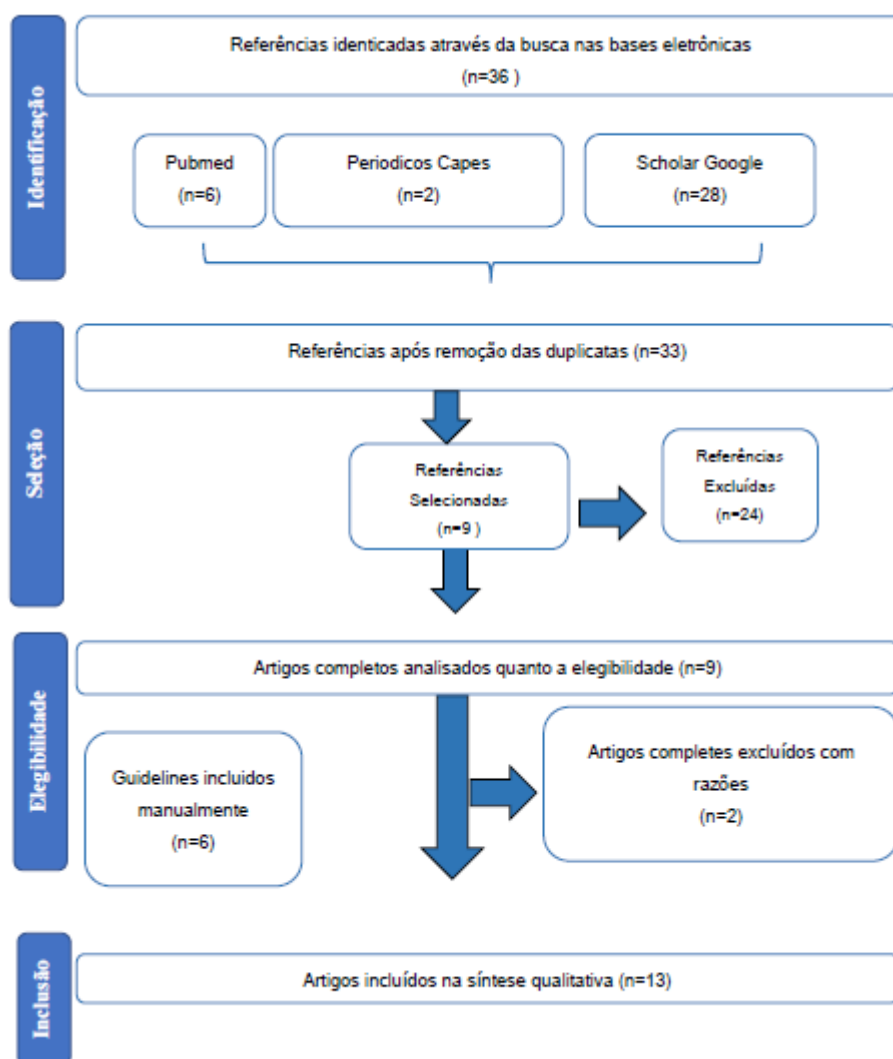 Identificação
Referências identicadas através da busca nas bases eletrônicas
(n=36 )
Pubmed
(n=6)
Periodicos Capes
(n=2)
Scholar Google
(n=28)
Seleção
Referências após remoção das duplicatas (n=33)
Referências
Selecionadas
(n=9 )
Referências
Excluídas
(n=24)
Elegibilidade
Artigos completos analisados quanto a elegibilidade (n=9)
Guidelines incluidos
manualmente
(n=6)
Artigos completes excluídos com
razões
(n=2)
Inclusão
Artigos incluídos na síntese qualitativa (n=13)